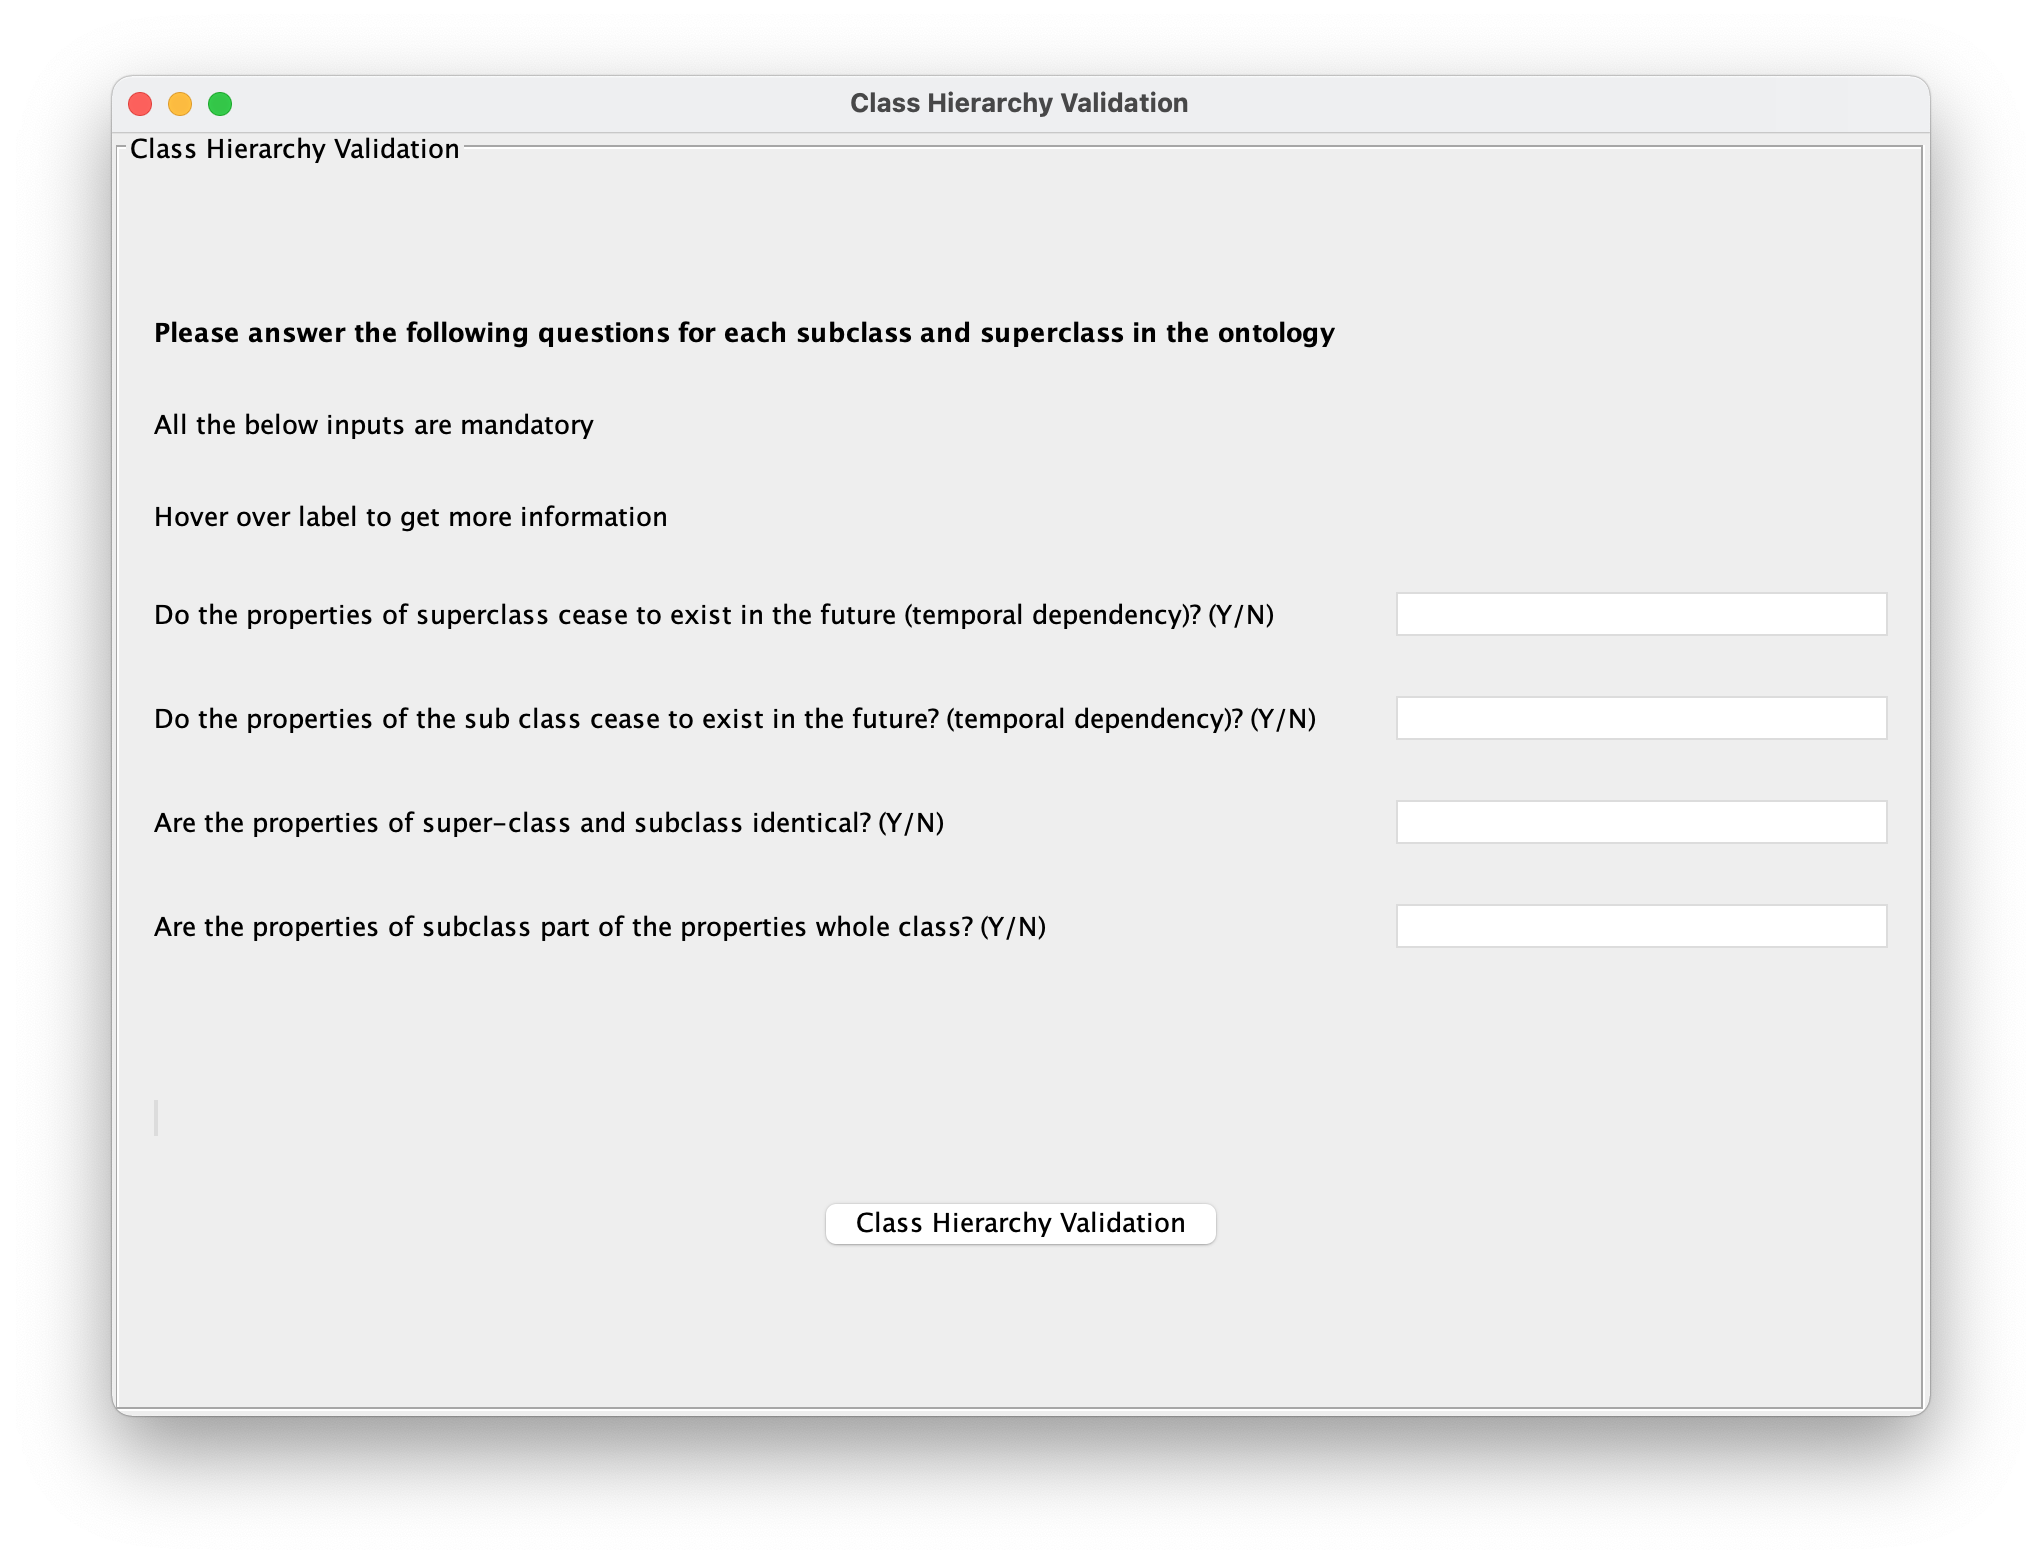 Class Hierarchy Validation
Class Hierarchy Validation
Please answer the following questions for each subclass and superclass in the ontology
All the below inputs are mandatory
Hover over label to get more information
Do the properties of superclass cease to exist in the future (temporal dependency)? (Y/N)
Do the properties of the sub class cease to exist in the future? (temporal dependency)? (Y/N)
Are the properties of super-class and subclass identical? (Y/N)
Are the properties of subclass part of the properties whole class? (Y/N)
Class Hierarchy Validation